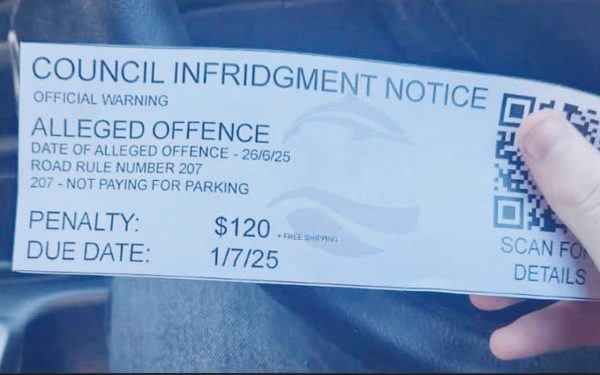 COUNCIL INFRIDGMENT NOTICE
OFFICIAL WARNING
ALLEGED OFFENCE
DATE OF ALLEGED OFFENCE - 26/6/25
ROAD RULE NUMBER 207
207 - NOT PAYING FOR PARKING
PENALTY: $120 + FREE SHIPPING
DUE DATE: 1/7/25
SCAN FO
DETAILS